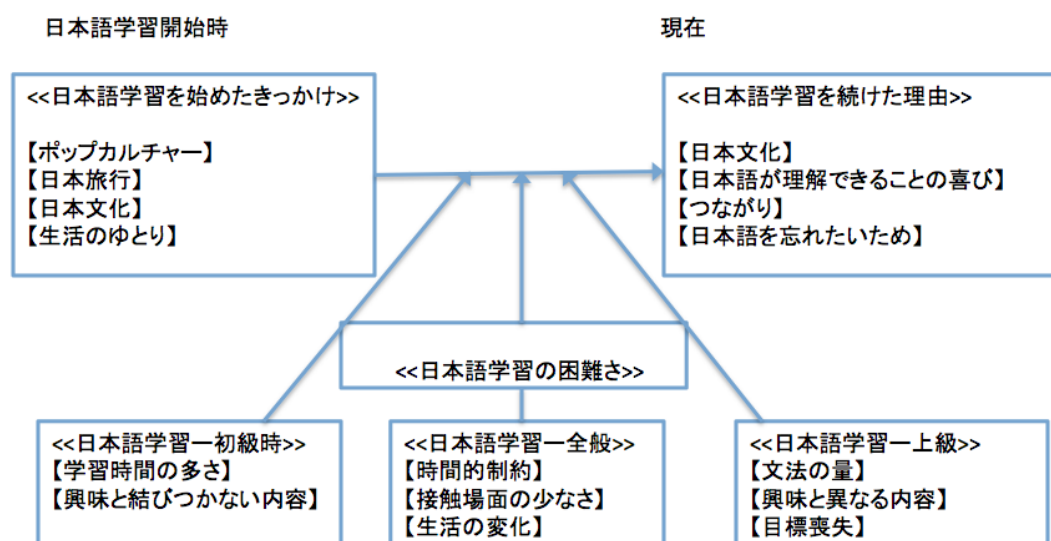 日本語学習開始時
現在
<<日本語学習を始めたきっかけ>>
【ポップカルチャー】
【日本旅行】
【日本文化】
【生活のゆとり】
<<日本語学習を続けた理由>>
【日本文化】
【日本語が理解できることの喜び】
【つながり】
【日本語を忘れたいため】
<<日本語学習の困難さ>>
<<日本語学習ー初級時>>
【学習時間の多さ】
【興味と結びつかない内容】
<<日本語学習ー全般>>
【時間的制約】
【接触場面の少なさ】
【生活の変化】
<<日本語学習ー上級>>
【文法の量】
【興味と異なる内容】
【目標喪失】